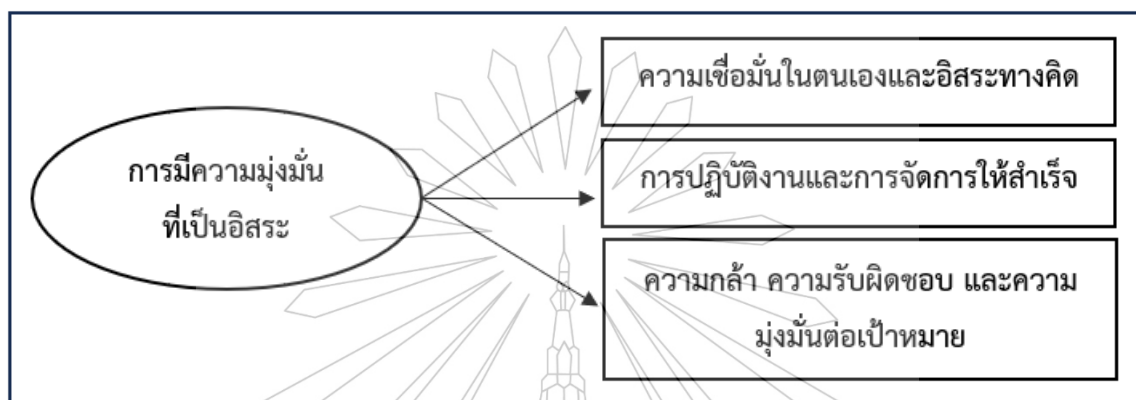 การมีความมุ่งมั่น
ที่เป็นอิสระ
ความเชื่อมั่นในตนเองและอิสระทางคิด
การปฏิบัติงานและการจัดการให้สำเร็จ
ความกล้า ความรับผิดชอบ และความ
มุ่งมั่นต่อเป้าหมาย